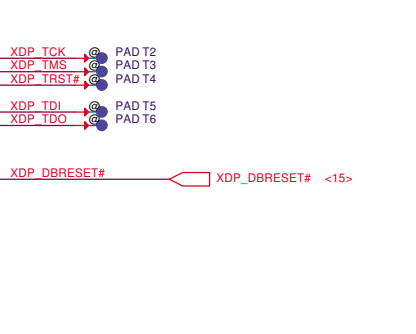 XDP_TCK @ PAD T2
XDP_TMS @ PAD T3
XDP_TRST# @ PAD T4
XDP_TDI @ PAD T5
XDP_TDO @ PAD T6
XDP_DBRESET# XDP_DBRESET# <15>